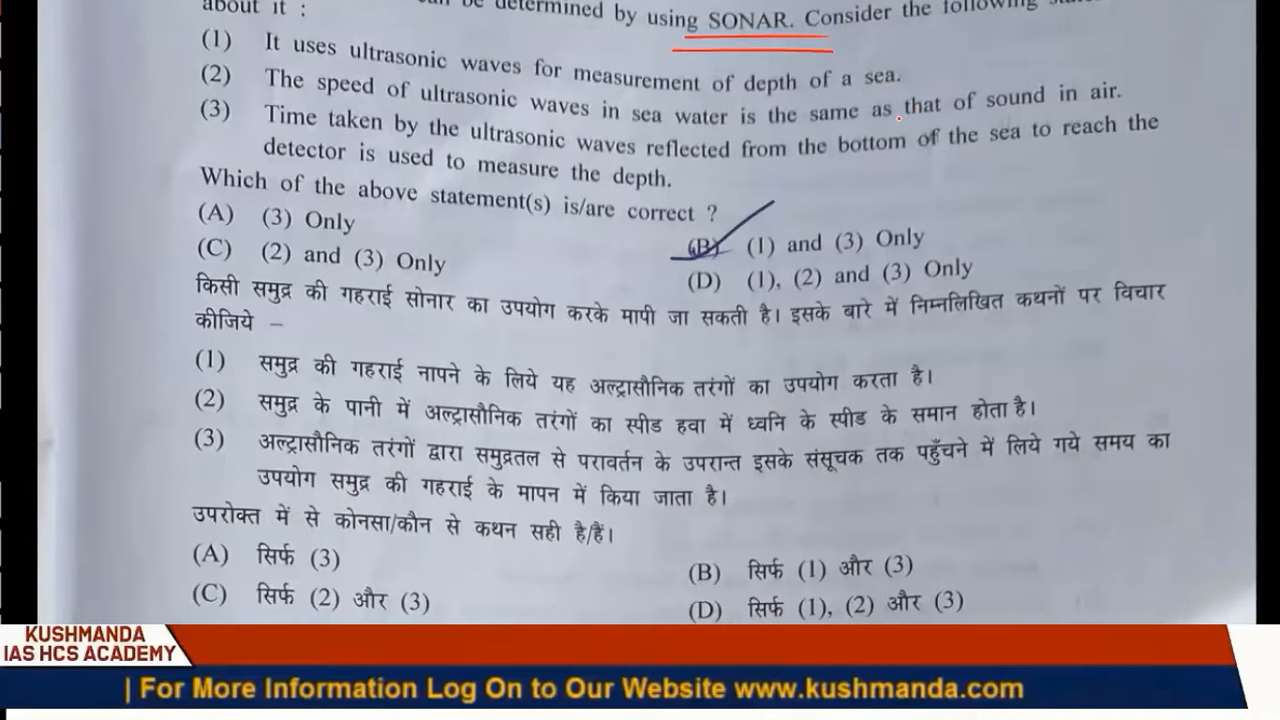 be determined by using SONAR. Consider the following
about it :
(1) It uses ultrasonic waves for measurement of depth of a sea.
(2) The speed of ultrasonic waves in sea water is the same as that of sound in air.
(3) Time taken by the ultrasonic waves reflected from the bottom of the sea to reach the
detector is used to measure the depth.
Which of the above statement(s) is/are correct ?
(A) (3) Only
(B) (1) and (3) Only
(C) (2) and (3) Only
(D) (1), (2) and (3) Only
किसी समुद्र की गहराई सोनार का उपयोग करके मापी जा सकती है। इसके बारे में निम्नलिखित कथनों पर विचार
कीजिये –
(1) समुद्र की गहराई नापने के लिये यह अल्ट्रासौनिक तरंगों का उपयोग करता है।
(2) समुद्र के पानी में अल्ट्रासौनिक तरंगों का स्पीड हवा में ध्वनि के स्पीड के समान होता है।
(3) अल्ट्रासौनिक तरंगों द्वारा समुद्रतल से परावर्तन के उपरान्त इसके संसूचक तक पहुँचने में लिये गये समय का
उपयोग समुद्र की गहराई के मापन में किया जाता है।
उपरोक्त में से कोनसा/कौन से कथन सही है/हैं।
(A) सिर्फ (3)
(B) सिर्फ (1) और (3)
(C) सिर्फ (2) और (3)
(D) सिर्फ (1), (2) और (3)
KUSHMANDA
IAS HCS ACADEMY
| For More Information Log On to Our Website www.kushmanda.com